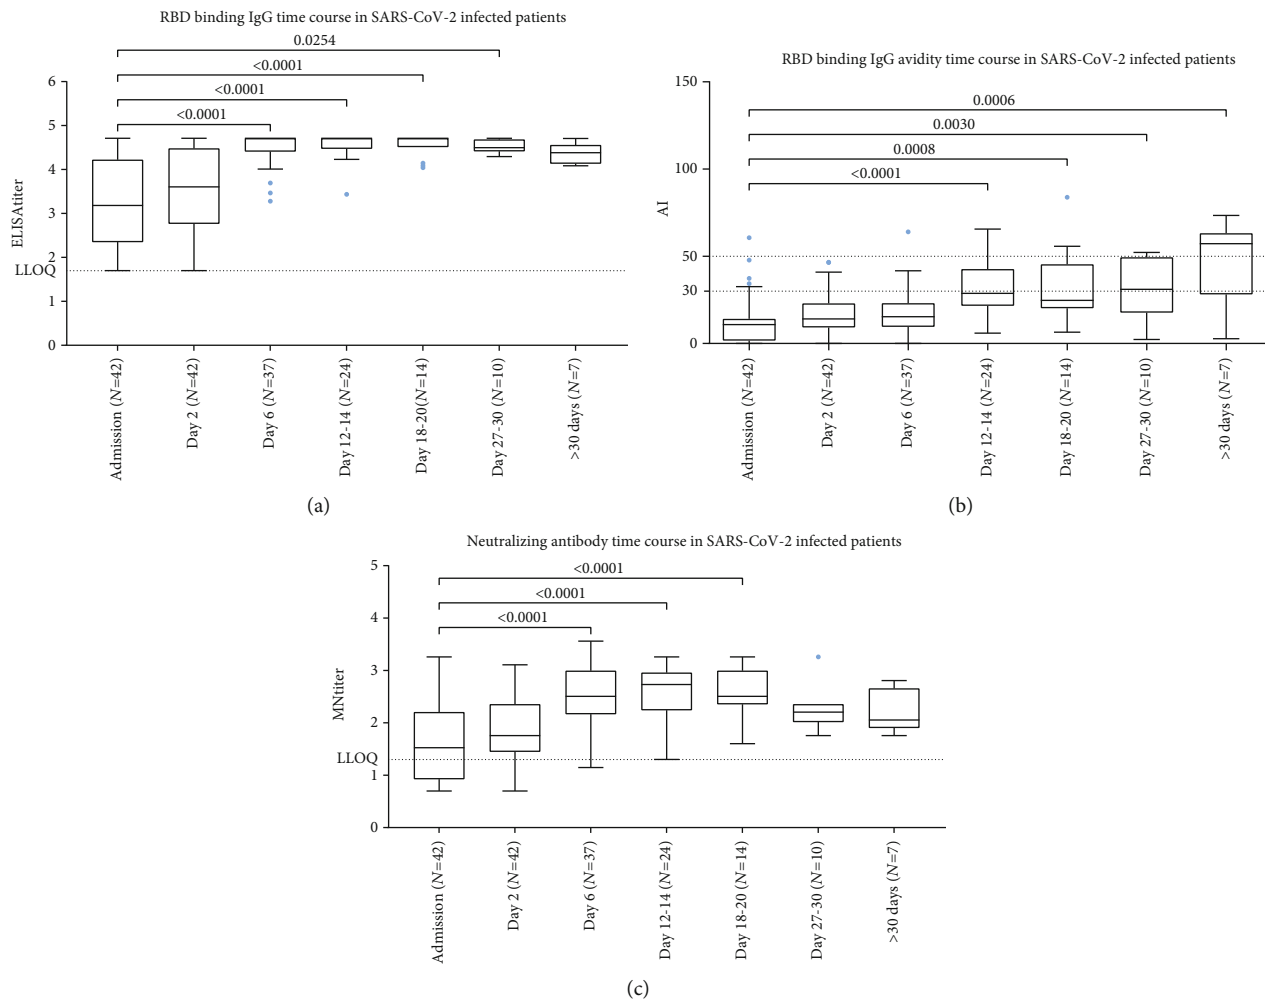 RBD binding IgG time course in SARS-CoV-2 infected patients
0.0254
<0.0001
<0.0001
<0.0001
6
5
4
3
2
1
0
LLOQ
ELISAtiter
Admission (N=42)
Day 2 (N=42)
Day 6 (N=37)
Day 12-14 (N=24)
Day 18-20(N=14)
Day 27-30 (N=10)
>30 days (N=7)
(a)
RBD binding IgG avidity time course in SARS-CoV-2 infected patients
0.0006
0.0030
0.0008
<0.0001
150
100
50
30
0
AI
Admission (N=42)
Day 2 (N=42)
Day 6 (N=37)
Day 12-14 (N=24)
Day 18-20 (N=14)
Day 27-30 (N=10)
>30 days (N=7)
(b)
Neutralizing antibody time course in SARS-CoV-2 infected patients
<0.0001
<0.0001
<0.0001
5
4
3
2
1
0
LLOQ
MNtiter
Admission (N=42)
Day 2 (N=42)
Day 6 (N=37)
Day 12-14 (N=24)
Day 18-20 (N=14)
Day 27-30 (N=10)
>30 days (N=7)
(c)